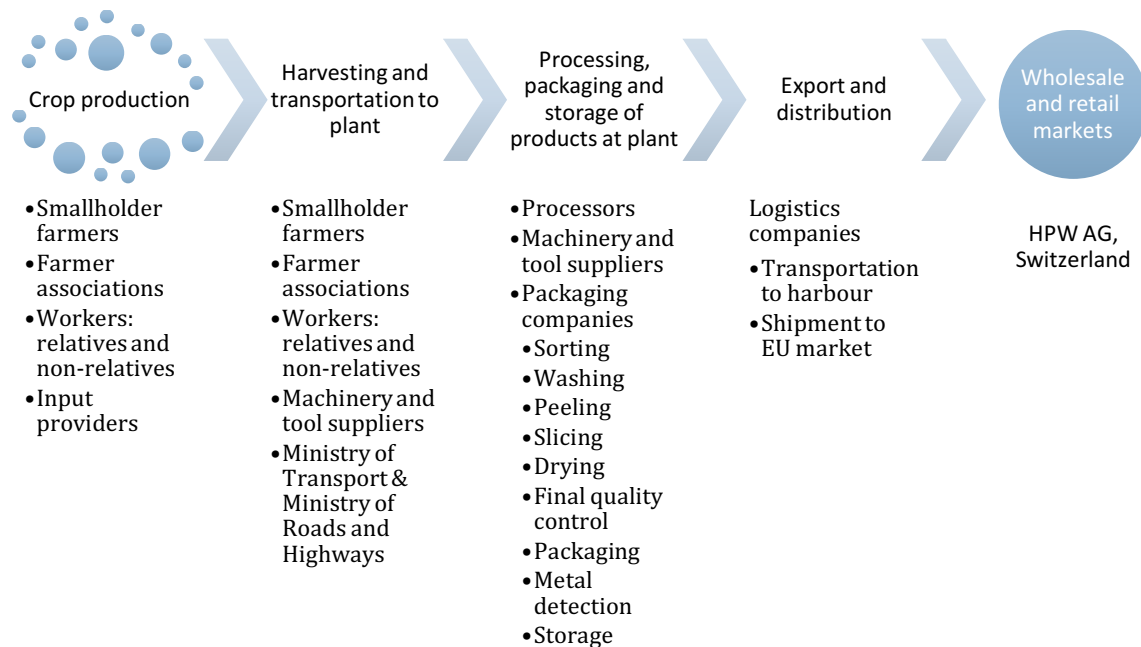 Crop production
Harvesting and
transportation to
plant
Processing,
packaging and
storage of
products at plant
Export and
distribution
Wholesale
and retail
markets
•Smallholder
farmers
•Farmer
associations
•Workers:
relatives and
non-relatives
•Input
providers
•Smallholder
farmers
•Farmer
associations
•Workers:
relatives and
non-relatives
•Machinery and
tool suppliers
•Ministry of
Transport &
Ministry of
Roads and
Highways
•Processors
•Machinery and
tool suppliers
•Packaging
companies
•Sorting
•Washing
•Peeling
•Slicing
•Drying
•Final quality
control
•Packaging
•Metal
detection
•Storage
Logistics
companies
•Transportation
to harbour
•Shipment to
EU market
HPW AG,
Switzerland